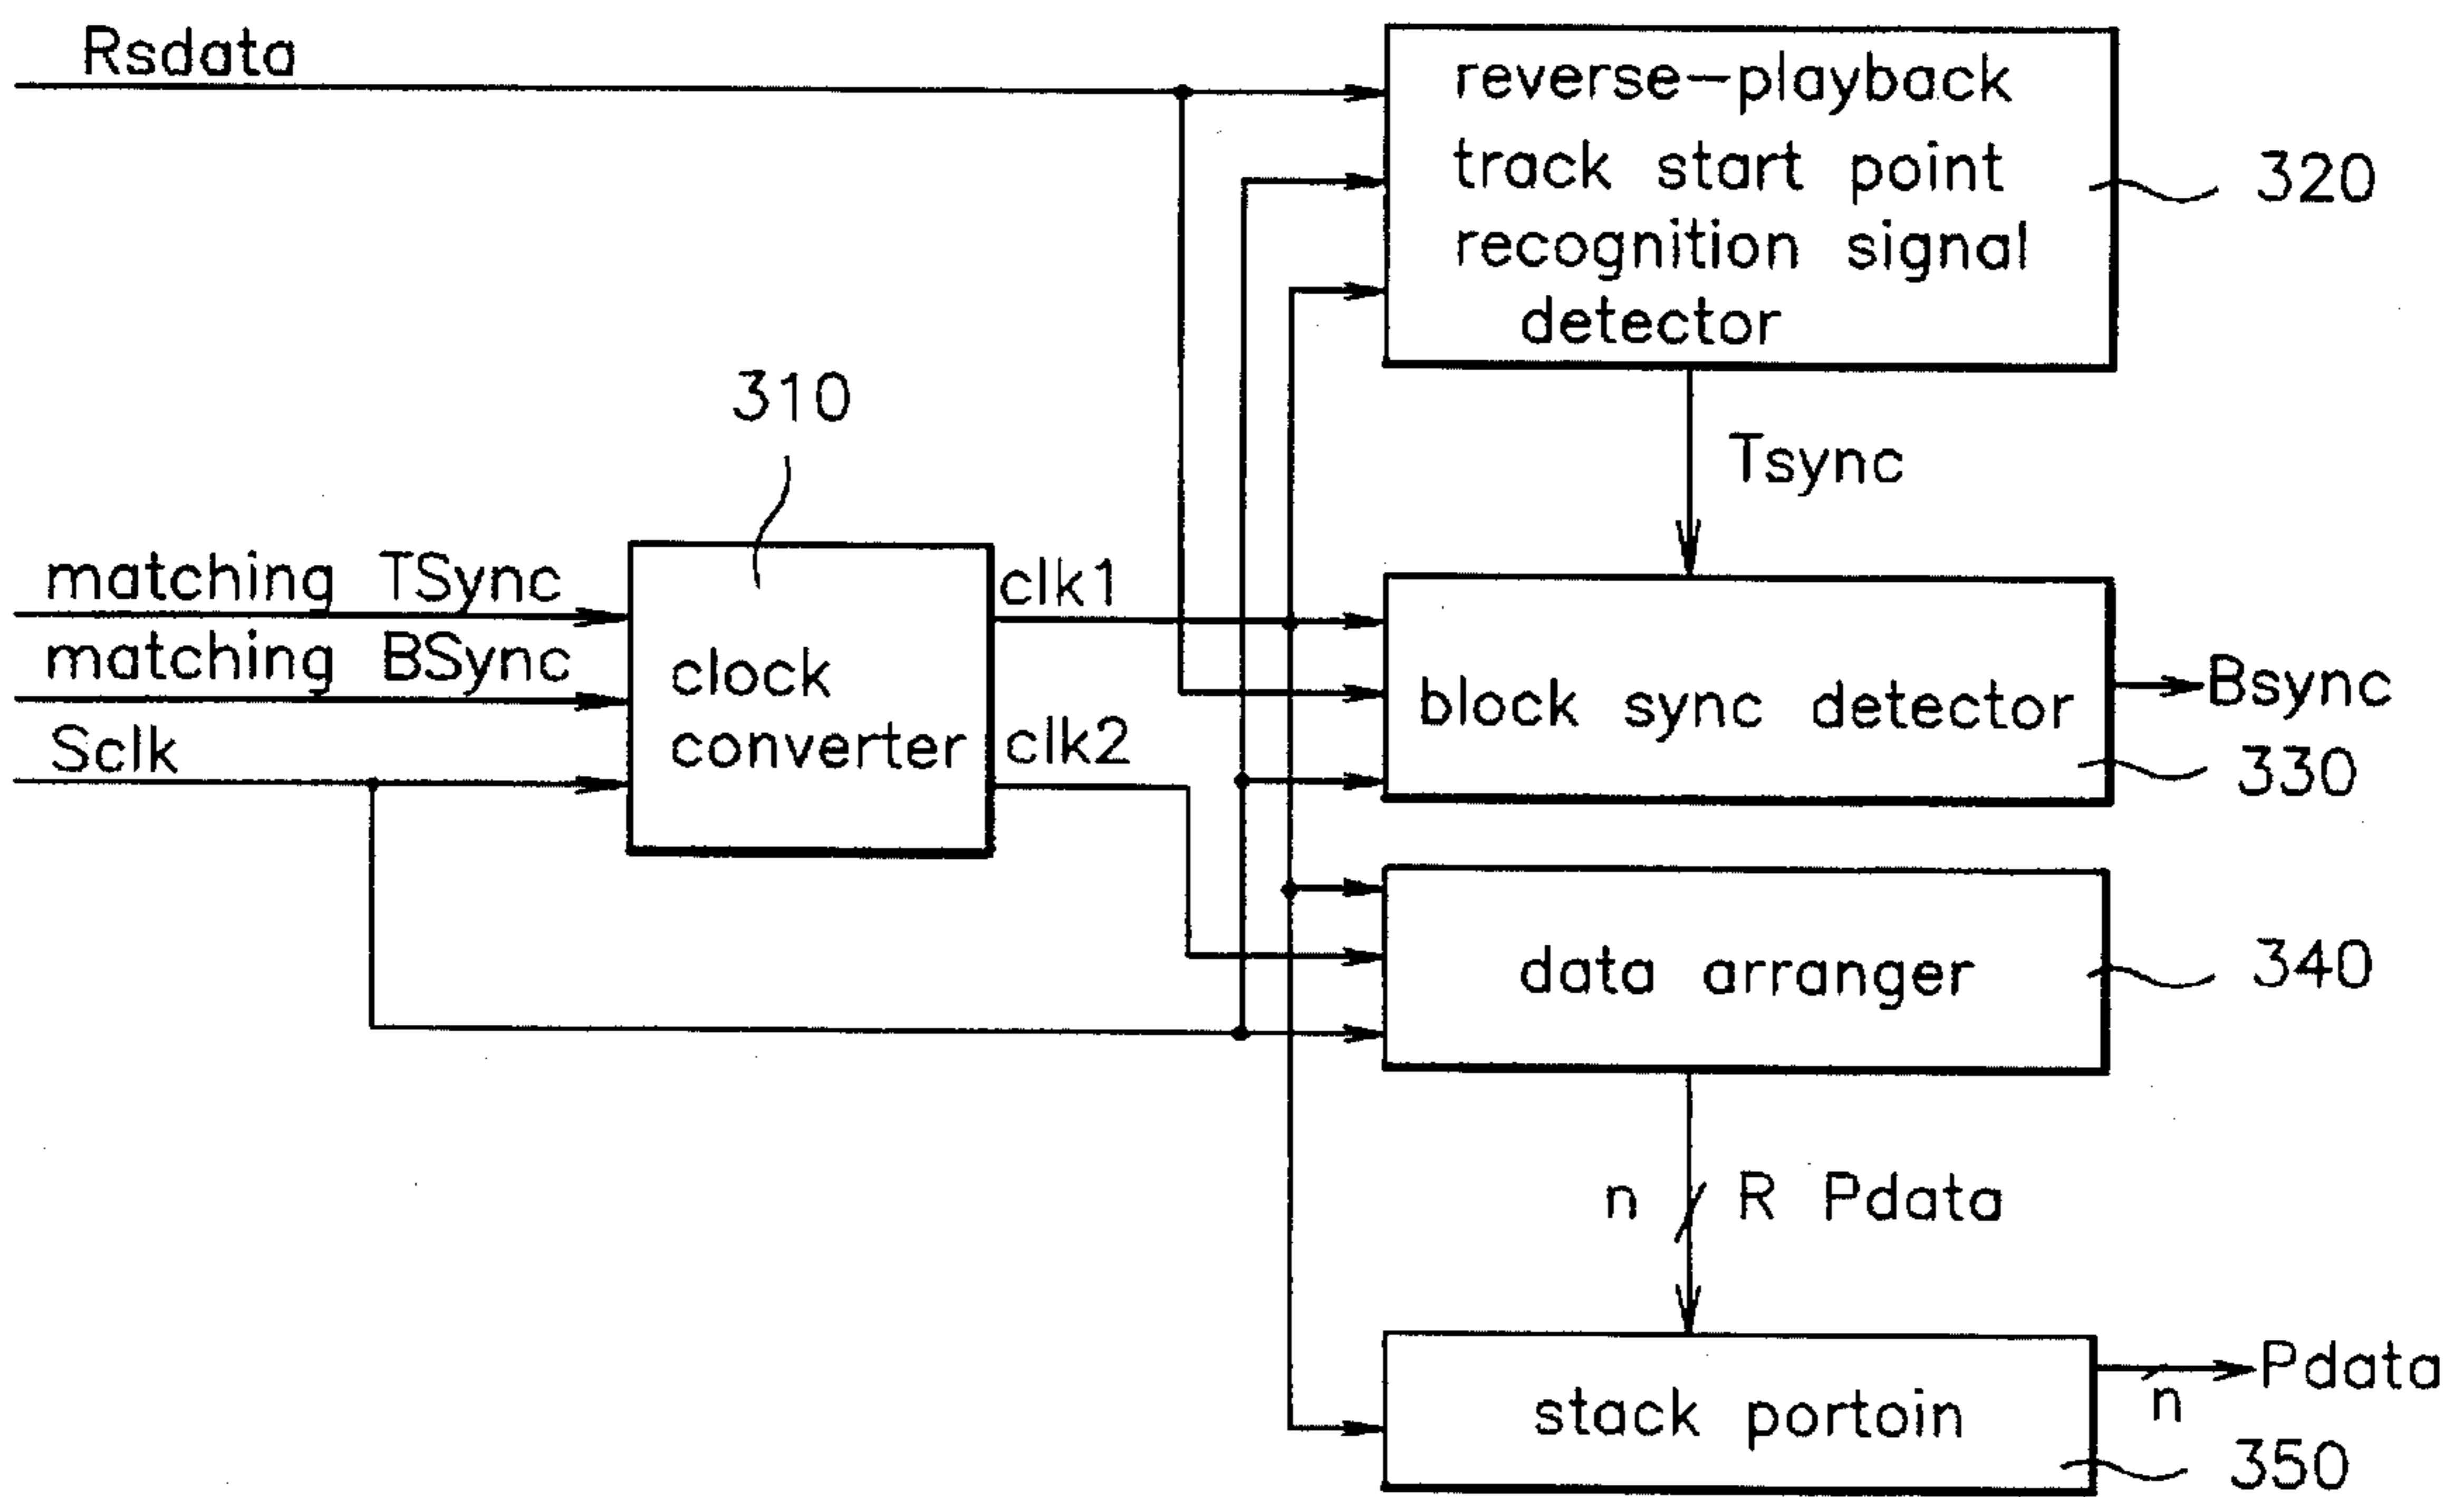 Rsdata
reverse-playback
track start point
recognition signal
detector
320
310
Tsync
matching TSync
matching BSync
Sclk
clock
converter
clk1
clk2
block sync detector
Bsync
330
data arranger
340
n R Pdata
stack portoin
Pdata
n
350